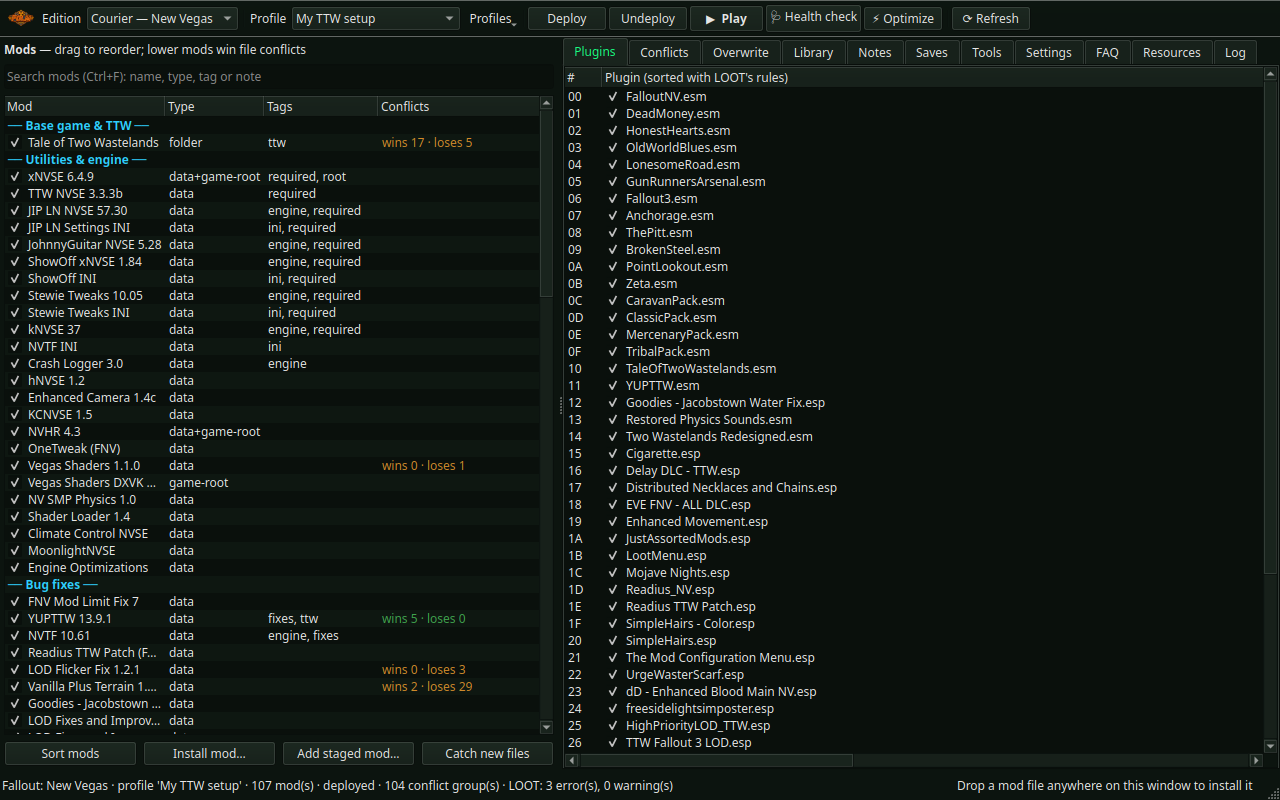 Edition Courier — New Vegas Profile My TTW setup Profiles Deploy Undeploy ▶ Play Health check ⚡ Optimize ⟳ Refresh
Mods — drag to reorder; lower mods win file conflicts
Search mods (Ctrl+F): name, type, tag or note
Mod Type Tags Conflicts
— Base game & TTW —
✓ Tale of Two Wastelands folder ttw wins 17 · loses 5
— Utilities & engine —
✓ xNVSE 6.4.9 data+game-root required, root
✓ TTW NVSE 3.3.3b data required
✓ JIP LN NVSE 57.30 data engine, required
✓ JIP LN Settings INI data ini, required
✓ JohnnyGuitar NVSE 5.28 data engine, required
✓ ShowOff xNVSE 1.84 data engine, required
✓ ShowOff INI data ini, required
✓ Stewie Tweaks 10.05 data engine, required
✓ Stewie Tweaks INI data ini, required
✓ kNVSE 37 data engine, required
✓ NVTF INI data ini
✓ Crash Logger 3.0 data engine
✓ hNVSE 1.2 data
✓ Enhanced Camera 1.4c data
✓ KCNVSE 1.5 data
✓ NVHR 4.3 data+game-root
✓ OneTweak (FNV) data
✓ Vegas Shaders 1.1.0 data wins 0 · loses 1
✓ Vegas Shaders DXVK ... game-root
✓ NV SMP Physics 1.0 data
✓ Shader Loader 1.4 data
✓ Climate Control NVSE data
✓ MoonlightNVSE data
✓ Engine Optimizations data
— Bug fixes —
✓ FNV Mod Limit Fix 7 data
✓ YUPTTW 13.9.1 data fixes, ttw wins 5 · loses 0
✓ NVTF 10.61 data engine, fixes
✓ Readius TTW Patch (F... data
✓ LOD Flicker Fix 1.2.1 data wins 0 · loses 3
✓ Vanilla Plus Terrain 1.... data wins 2 · loses 29
✓ Goodies - Jacobstown ... data
✓ LOD Fixes and Improv... data
Sort mods Install mod... Add staged mod... Catch new files
Plugins Conflicts Overwrite Library Notes Saves Tools Settings FAQ Resources Log
# Plugin (sorted with LOOT's rules)
00 ✓ FalloutNV.esm
01 ✓ DeadMoney.esm
02 ✓ HonestHearts.esm
03 ✓ OldWorldBlues.esm
04 ✓ LonesomeRoad.esm
05 ✓ GunRunnersArsenal.esm
06 ✓ Fallout3.esm
07 ✓ Anchorage.esm
08 ✓ ThePitt.esm
09 ✓ BrokenSteel.esm
0A ✓ PointLookout.esm
0B ✓ Zeta.esm
0C ✓ CaravanPack.esm
0D ✓ ClassicPack.esm
0E ✓ MercenaryPack.esm
0F ✓ TribalPack.esm
10 ✓ TaleOfTwoWastelands.esm
11 ✓ YUPTTW.esm
12 ✓ Goodies - Jacobstown Water Fix.esp
13 ✓ Restored Physics Sounds.esm
14 ✓ Two Wastelands Redesigned.esm
15 ✓ Cigarette.esp
16 ✓ Delay DLC - TTW.esp
17 ✓ Distributed Necklaces and Chains.esp
18 ✓ EVE FNV - ALL DLC.esp
19 ✓ Enhanced Movement.esp
1A ✓ JustAssortedMods.esp
1B ✓ LootMenu.esp
1C ✓ Mojave Nights.esp
1D ✓ Readius_NV.esp
1E ✓ Readius TTW Patch.esp
1F ✓ SimpleHairs - Color.esp
20 ✓ SimpleHairs.esp
21 ✓ The Mod Configuration Menu.esp
22 ✓ UrgeWasterScarf.esp
23 ✓ dD - Enhanced Blood Main NV.esp
24 ✓ freesidelightsimposter.esp
25 ✓ HighPriorityLOD_TTW.esp
26 ✓ TTW Fallout 3 LOD.esp
Fallout: New Vegas · profile 'My TTW setup' · 107 mod(s) · deployed · 104 conflict group(s) · LOOT: 3 error(s), 0 warning(s) Drop a mod file anywhere on this window to install it